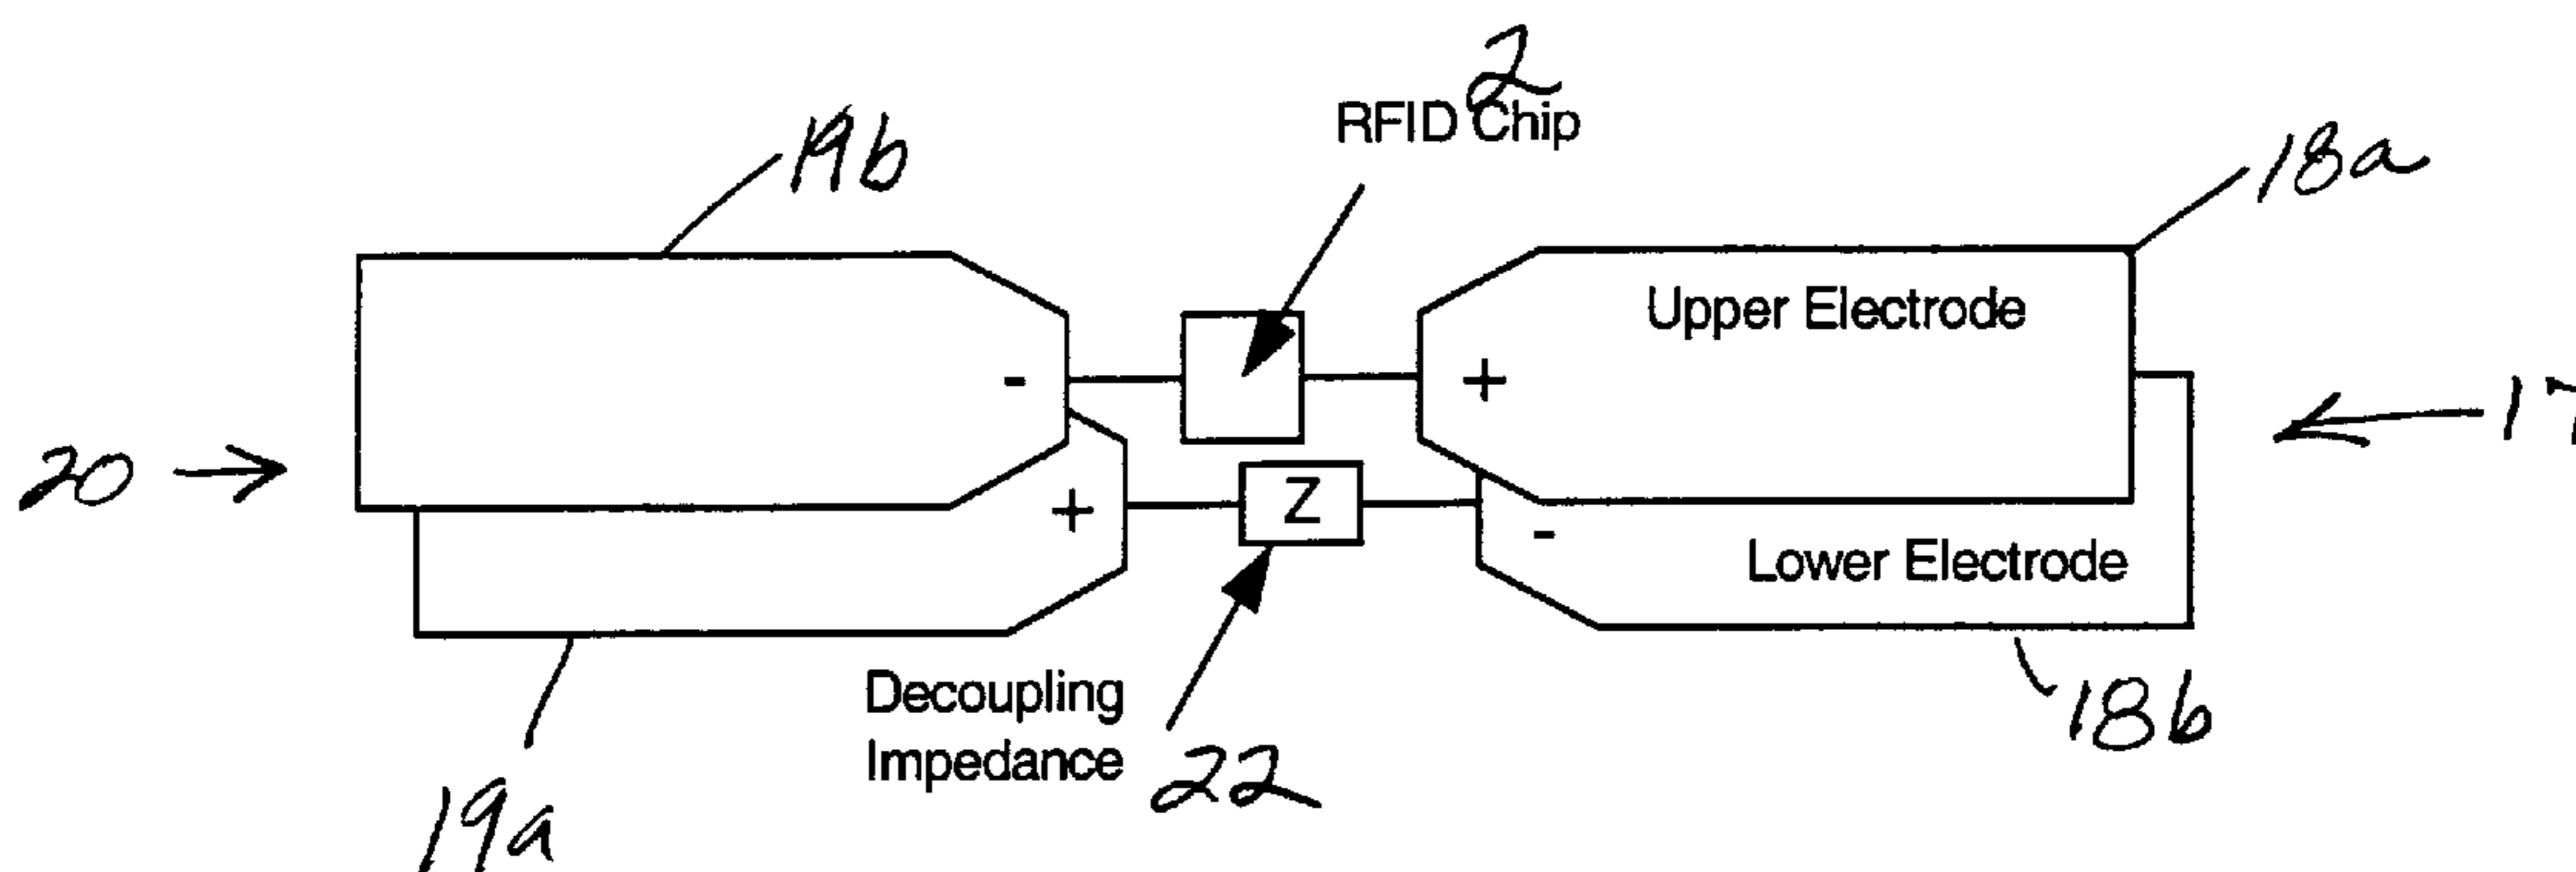 2
RFID Chip
19b
18a
Upper Electrode
- +
17
20
+ Z -
Lower Electrode
Decoupling
Impedance
22
18b
19a